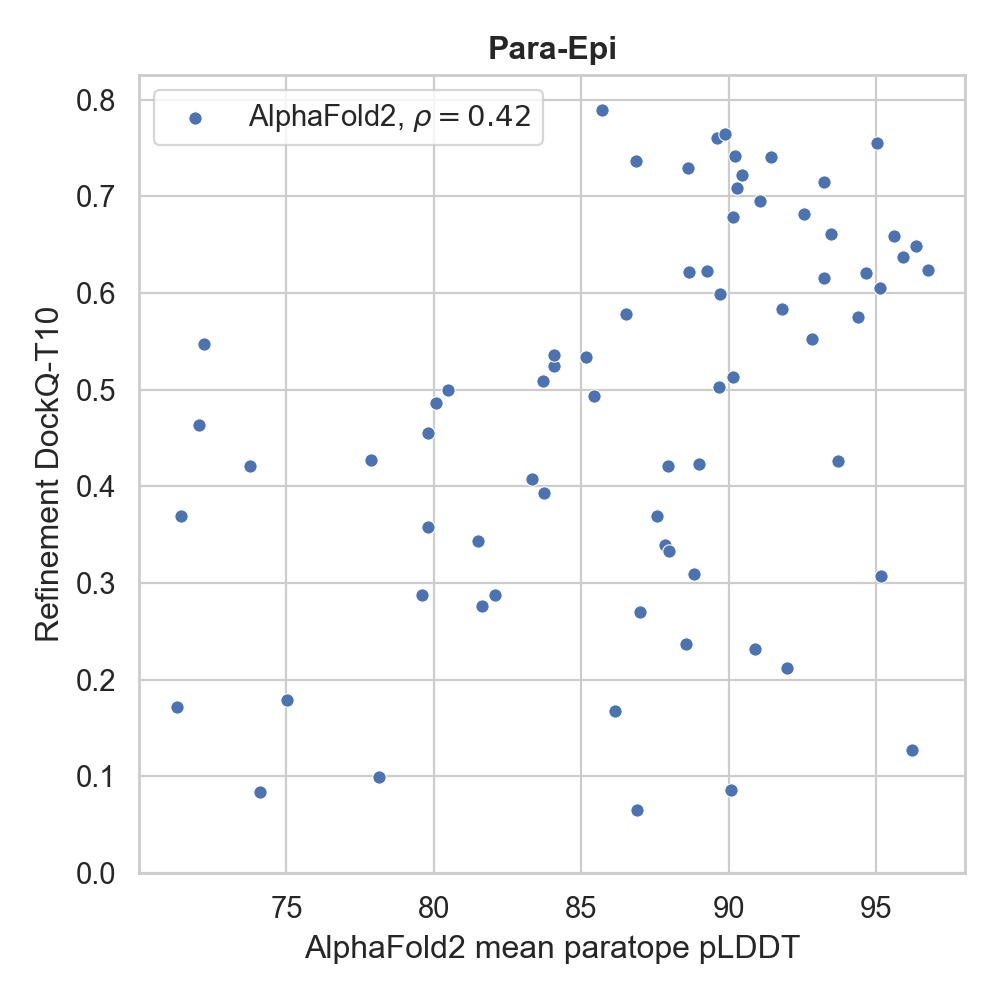 Para-Epi
AlphaFold2, ρ = 0.42
Refinement DockQ-T10
0.8
0.7
0.6
0.5
0.4
0.3
0.2
0.1
0.0
75 80 85 90 95
AlphaFold2 mean paratope pLDDT